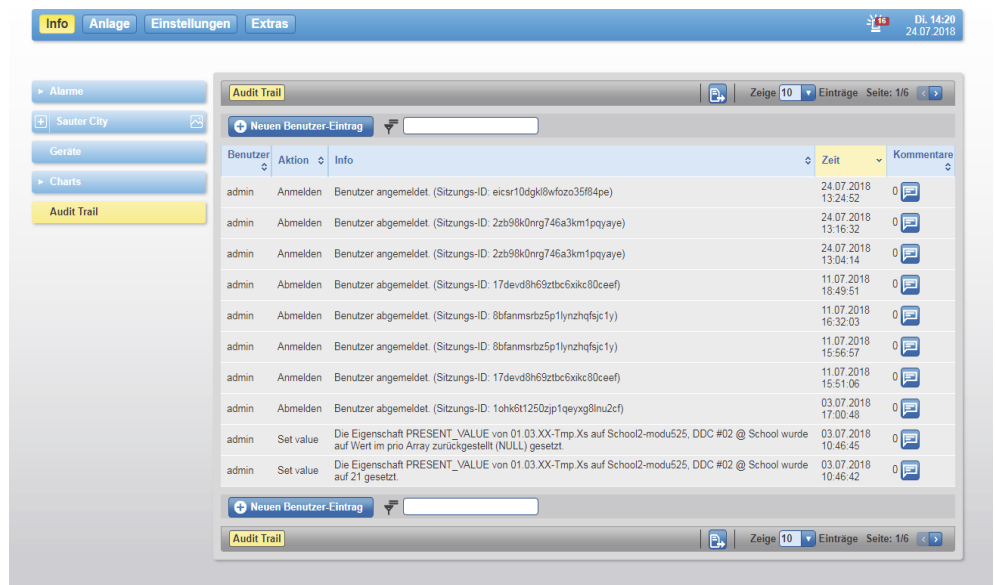 Info Anlage Einstellungen Extras 16 Di. 14:20
24.07.2018
Alarme
Sauter City
Geräte
Charts
Audit Trail
Audit Trail Zeige 10 Einträge Seite: 1/6
Neuen Benutzer-Eintrag
Benutzer Aktion Info Zeit Kommentare
admin Anmelden Benutzer angemeldet. (Sitzungs-ID: eicsr10dgkl8wfozo35f84pe) 24.07.2018 0
13:24:52
admin Abmelden Benutzer abgemeldet. (Sitzungs-ID: 2zb98k0nrg746a3km1pqyaye) 24.07.2018 0
13:16:32
admin Anmelden Benutzer angemeldet. (Sitzungs-ID: 2zb98k0nrg746a3km1pqyaye) 24.07.2018 0
13:04:14
admin Abmelden Benutzer abgemeldet. (Sitzungs-ID: 17devd8h69ztbc6xikc80ceef) 11.07.2018 0
18:49:51
admin Abmelden Benutzer abgemeldet. (Sitzungs-ID: 8bfanmsrbz5p1lynzhqfsjc1y) 11.07.2018 0
16:32:03
admin Anmelden Benutzer angemeldet. (Sitzungs-ID: 8bfanmsrbz5p1lynzhqfsjc1y) 11.07.2018 0
15:56:57
admin Anmelden Benutzer angemeldet. (Sitzungs-ID: 17devd8h69ztbc6xikc80ceef) 11.07.2018 0
15:51:06
admin Abmelden Benutzer abgemeldet. (Sitzungs-ID: 1ohk6t1250zjp1qeyxg8lnu2cf) 03.07.2018 0
17:00:48
admin Set value Die Eigenschaft PRESENT_VALUE von 01.03.XX-Tmp.Xs auf School2-modu525, DDC #02 @ School wurde 03.07.2018 0
auf Wert im prio Array zurückgestellt (NULL) gesetzt. 10:46:45
admin Set value Die Eigenschaft PRESENT_VALUE von 01.03.XX-Tmp.Xs auf School2-modu525, DDC #02 @ School wurde 03.07.2018 0
auf 21 gesetzt. 10:46:42
Neuen Benutzer-Eintrag
Audit Trail Zeige 10 Einträge Seite: 1/6